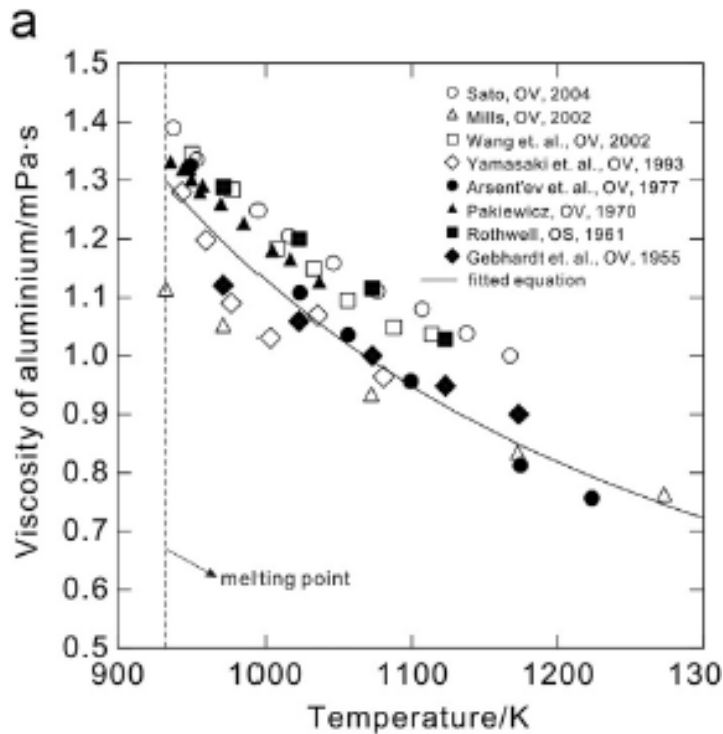 a
1.5
1.4
1.3
1.2
1.1
1.0
0.9
0.8
0.7
0.6
0.5
Viscosity of aluminium/mPa·s
Sato, OV, 2004
Mills, OV, 2002
Wang et. al., OV, 2002
Yamasaki et. al., OV, 1993
Arsent'ev et. al., OV, 1977
Pakiewicz, OV, 1970
Rothwell, OS, 1961
Gebhardt et. al., OV, 1955
fitted equation
melting point
900 1000 1100 1200 130
Temperature/K